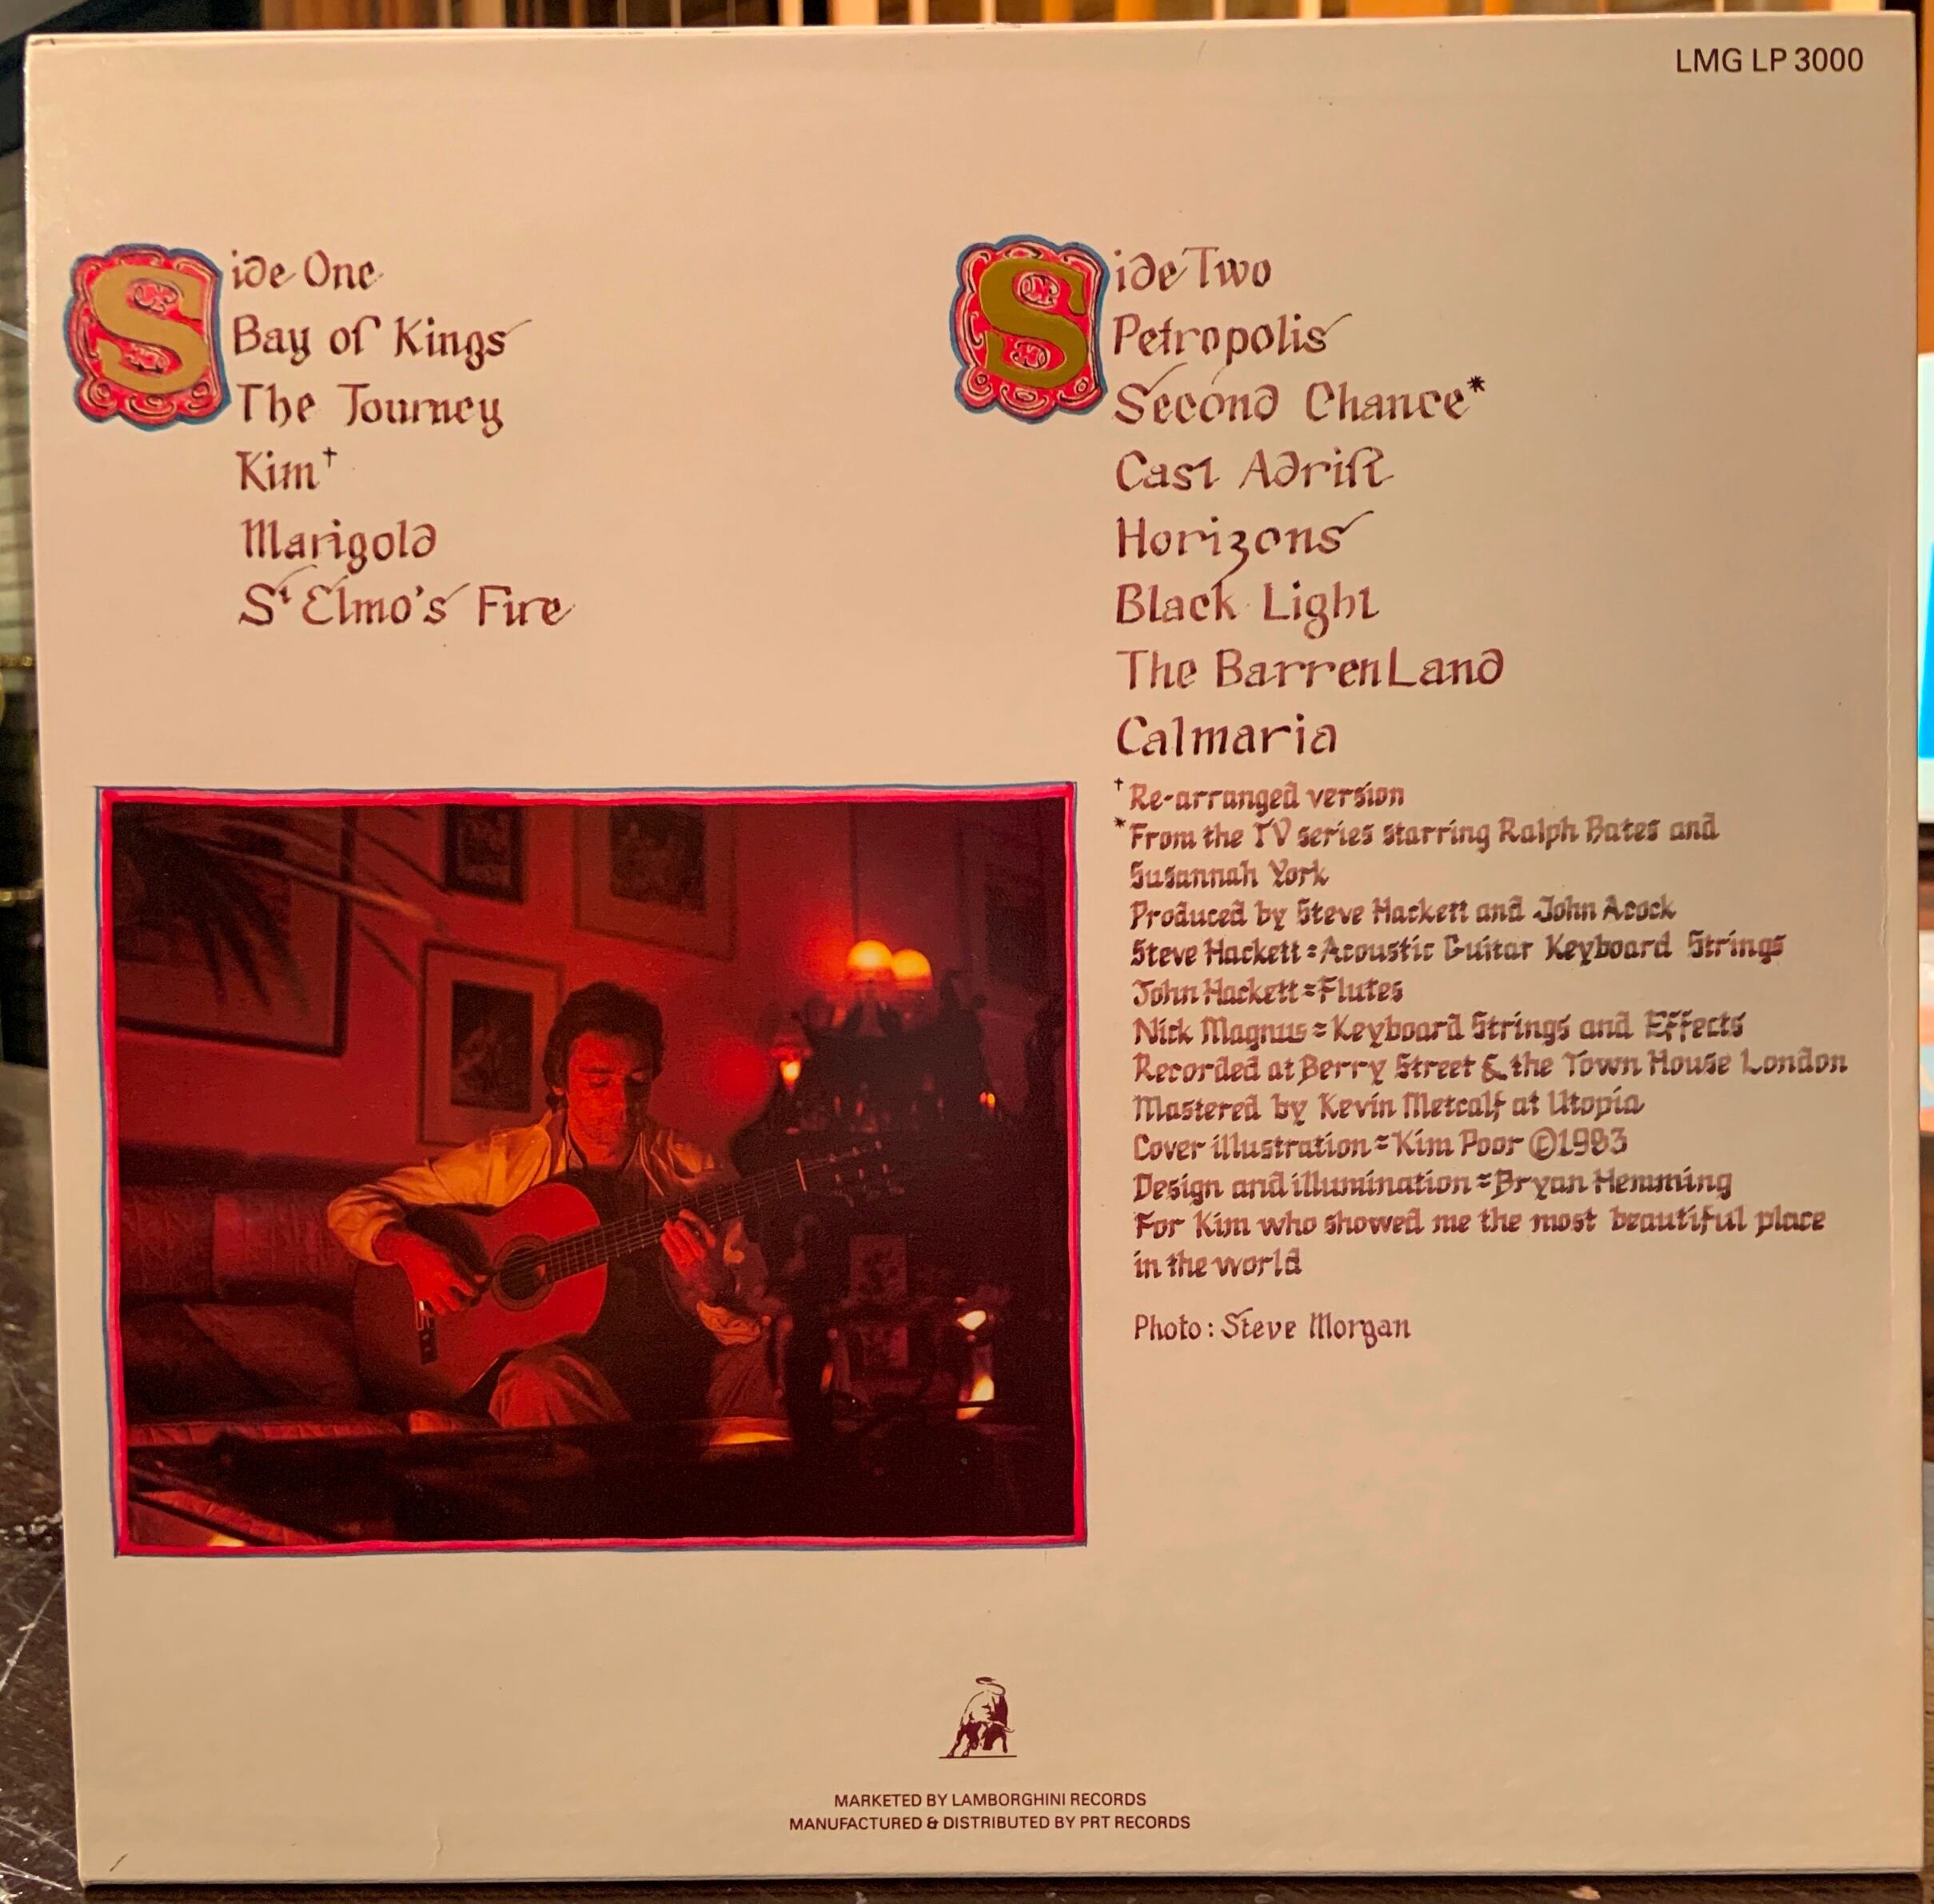 LMG LP 3000
Side One
Bay of Kings
The Journey
Kim†
Marigold
St Elmo's Fire
Side Two
Petropolis
Second Chance*
Cast Adrift
Horizons
Black Light
The Barren Land
Calmaria
† Re-arranged version
* From the TV series starring Ralph Bates and
Susannah York
Produced by Steve Hackett and John Acock
Steve Hackett = Acoustic Guitar Keyboard Strings
John Hackett = Flutes
Nick Magnus = Keyboard Strings and Effects
Recorded at Berry Street & the Town House London
Mastered by Kevin Metcalf at Utopia
Cover illustration = Kim Poor ©1983
Design and illumination = Bryan Hemming
For Kim who showed me the most beautiful place
in the world
Photo: Steve Morgan
MARKETED BY LAMBORGHINI RECORDS
MANUFACTURED & DISTRIBUTED BY PRT RECORDS